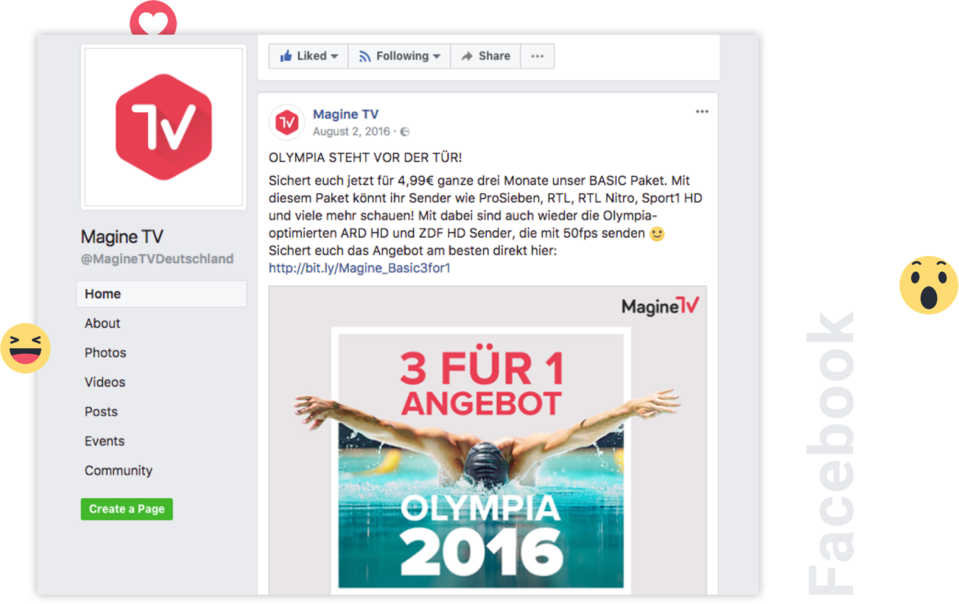 Liked
Following
Share
TV
Magine TV
@MagineTVDeutschland
Home
About
Photos
Videos
Posts
Events
Community
Create a Page
TV
Magine TV
August 2, 2016 ·
OLYMPIA STEHT VOR DER TÜR!
Sichert euch jetzt für 4,99€ ganze drei Monate unser BASIC Paket. Mit
diesem Paket könnt ihr Sender wie ProSieben, RTL, RTL Nitro, Sport1 HD
und viele mehr schauen! Mit dabei sind auch wieder die Olympia-
optimierten ARD HD und ZDF HD Sender, die mit 50fps senden 😉
Sichert euch das Angebot am besten direkt hier:
http://bit.ly/Magine_Basic3for1
MagineTV
3 FÜR 1
ANGEBOT
OLYMPIA
2016
Facebook